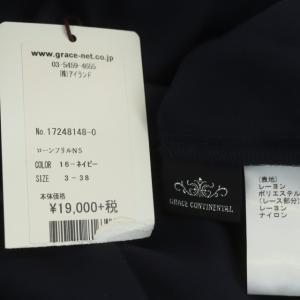 www.grace-net.co.jp
03-5459-4655
(株)アイランド
No.17248148-0
ローンフリルNS
COLOR 16-ネイビー
SIZE 3-38
本体価格
¥19,000+税
GRACE CONTINENTAL
(表地)
レーヨン
ポリエステル
(レース部分)
レーヨン
ナイロン